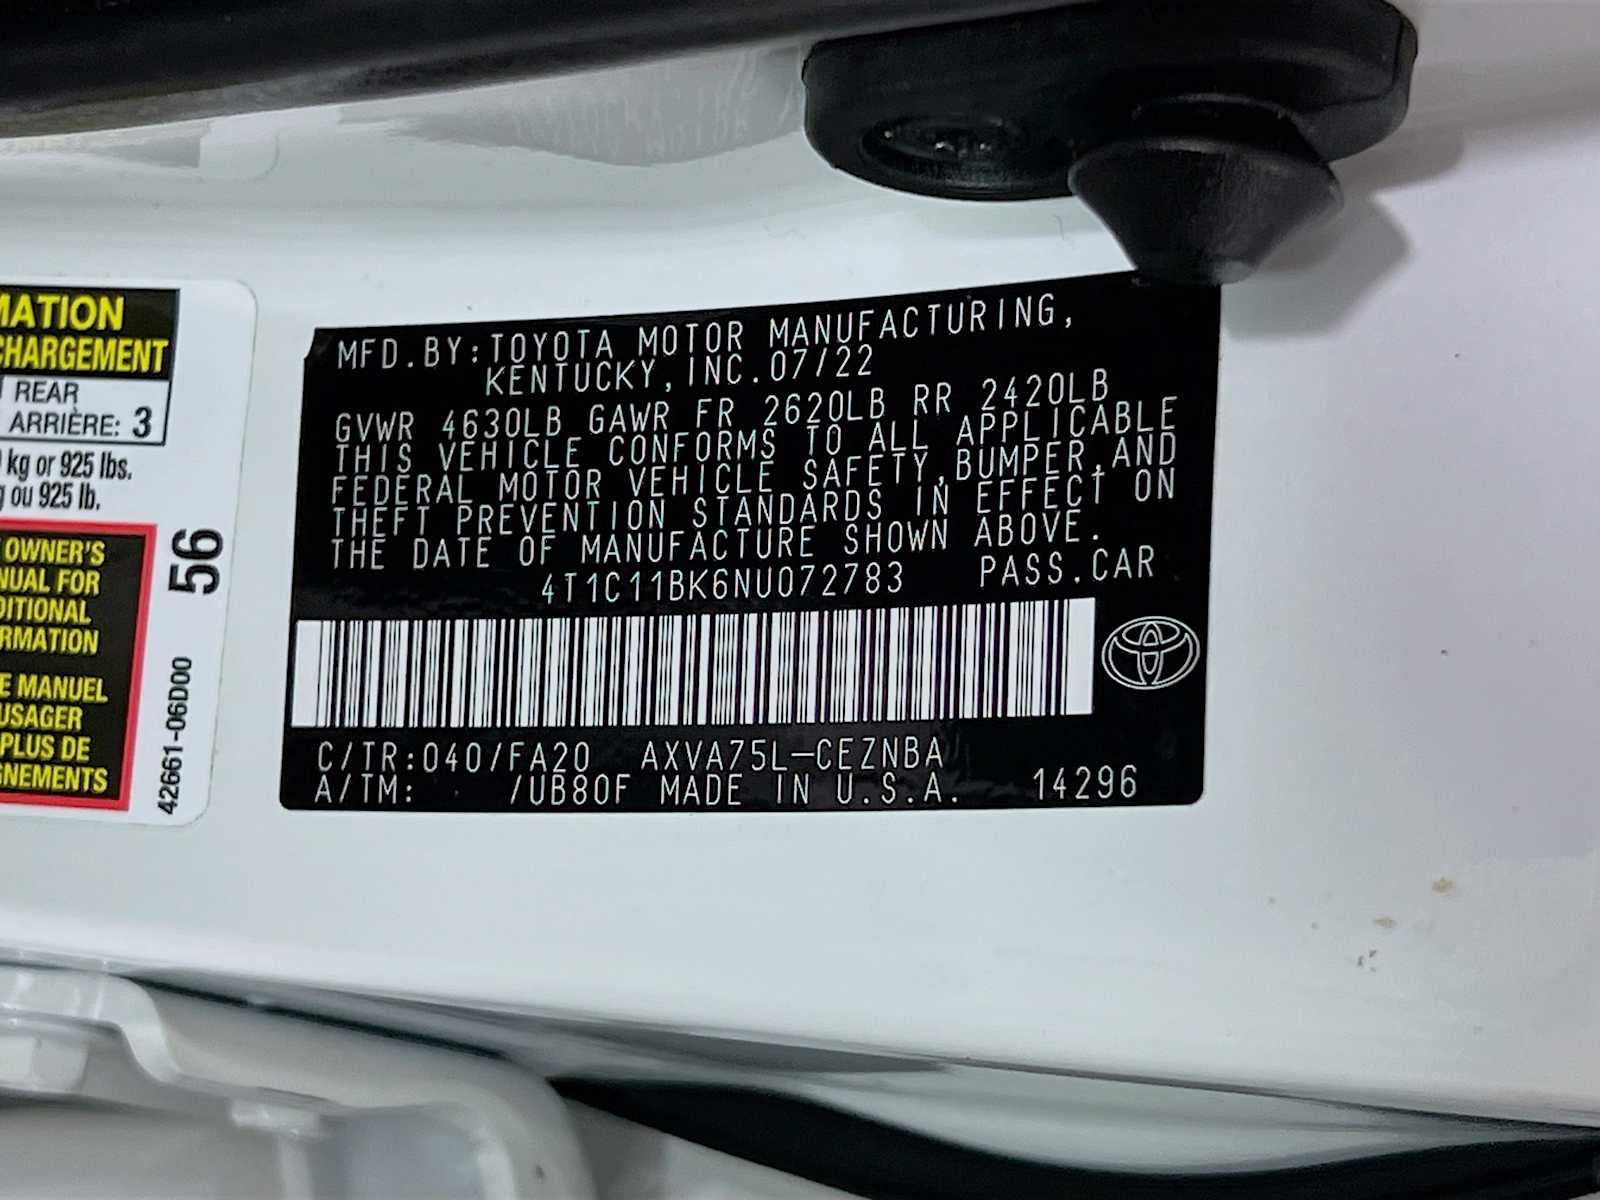 MATION
CHARGEMENT
REAR
ARRIÈRE: 3
kg or 925 lbs.
ou 925 lb.
OWNER'S
NUAL FOR
DITIONAL
RMATION
E MANUEL
USAGER
PLUS DE
GNEMENTS
56
42661-06D00
MFD.BY:TOYOTA MOTOR MANUFACTURING,
KENTUCKY,INC.07/22
GVWR 4630LB GAWR FR 2620LB RR 2420LB
THIS VEHICLE CONFORMS TO ALL APPLICABLE
FEDERAL MOTOR VEHICLE SAFETY,BUMPER,AND
THEFT PREVENTION STANDARDS IN EFFECT ON
THE DATE OF MANUFACTURE SHOWN ABOVE.
4T1C11BK6NU072783 PASS.CAR
C/TR:040/FA20 AXVA75L-CEZNBA
A/TM: /UB80F MADE IN U.S.A. 14296